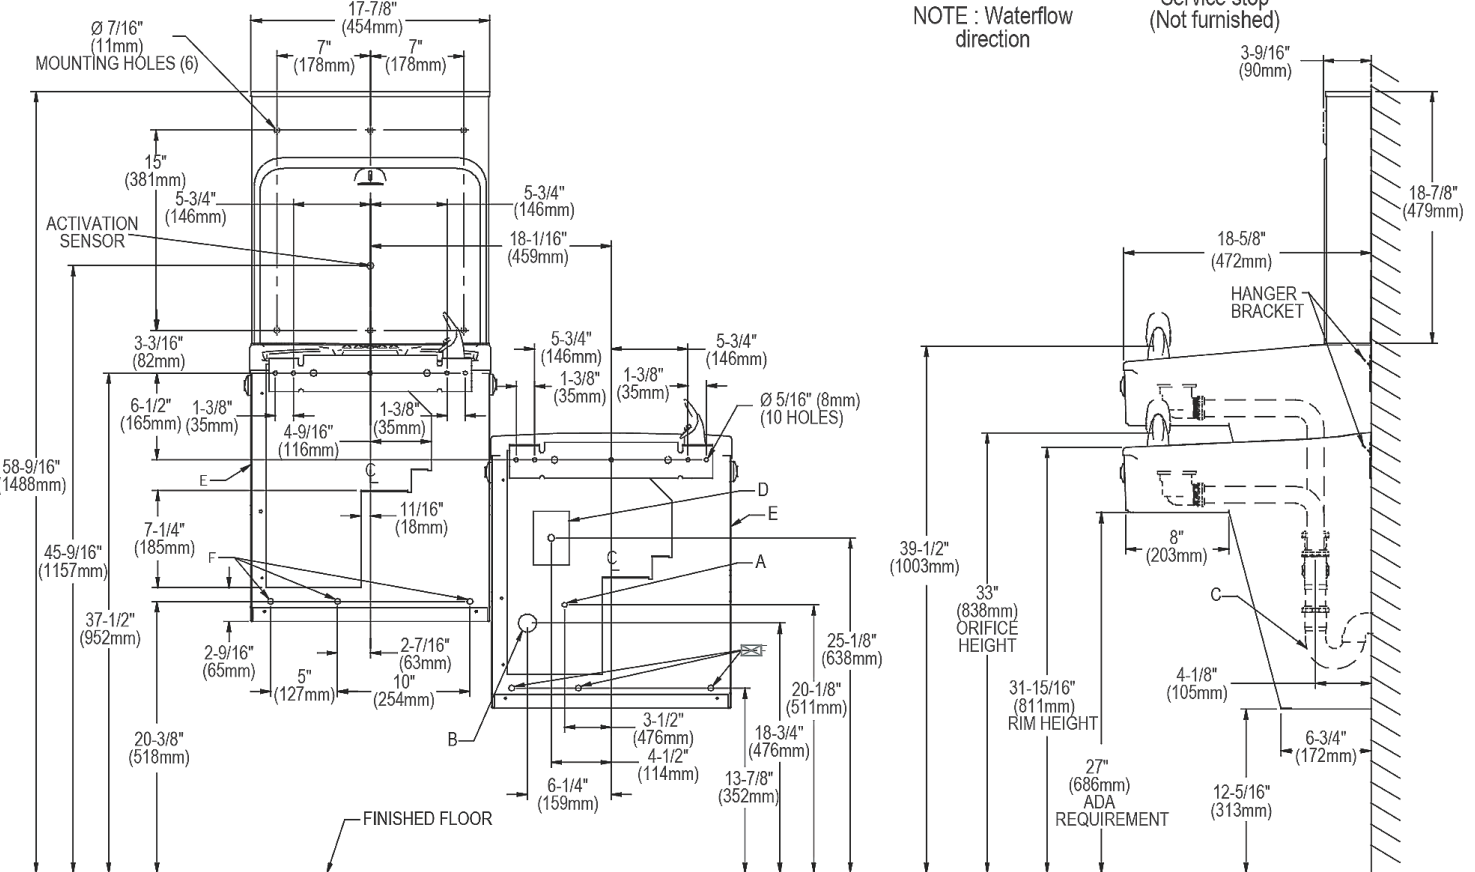 17-7/8"
(454mm)
Ø 7/16"
(11mm)
MOUNTING HOLES (6)
7"
(178mm)
7"
(178mm)
NOTE : Waterflow
direction
Service stop
(Not furnished)
3-9/16"
(90mm)
15"
(381mm)
5-3/4"
(146mm)
5-3/4"
(146mm)
ACTIVATION
SENSOR
18-1/16"
(459mm)
18-7/8"
(479mm)
18-5/8"
(472mm)
HANGER
BRACKET
3-3/16"
(82mm)
5-3/4"
(146mm)
5-3/4"
(146mm)
1-3/8"
(35mm)
1-3/8"
(35mm)
6-1/2"
(165mm)
1-3/8"
(35mm)
1-3/8"
(35mm)
4-9/16"
(116mm)
Ø 5/16" (8mm)
(10 HOLES)
58-9/16"
(1488mm)
E
C
L
11/16"
(18mm)
D
E
7-1/4"
(185mm)
F
45-9/16"
(1157mm)
C
L
A
39-1/2"
(1003mm)
8"
(203mm)
33"
(838mm)
ORIFICE
HEIGHT
C
37-1/2"
(952mm)
2-9/16"
(65mm)
5"
(127mm)
2-7/16"
(63mm)
10"
(254mm)
25-1/8"
(638mm)
F
20-1/8"
(511mm)
31-15/16"
(811mm)
RIM HEIGHT
4-1/8"
(105mm)
20-3/8"
(518mm)
B
3-1/2"
(476mm)
4-1/2"
(114mm)
6-1/4"
(159mm)
18-3/4"
(476mm)
13-7/8"
(352mm)
27"
(686mm)
ADA
REQUIREMENT
6-3/4"
(172mm)
12-5/16"
(313mm)
FINISHED FLOOR